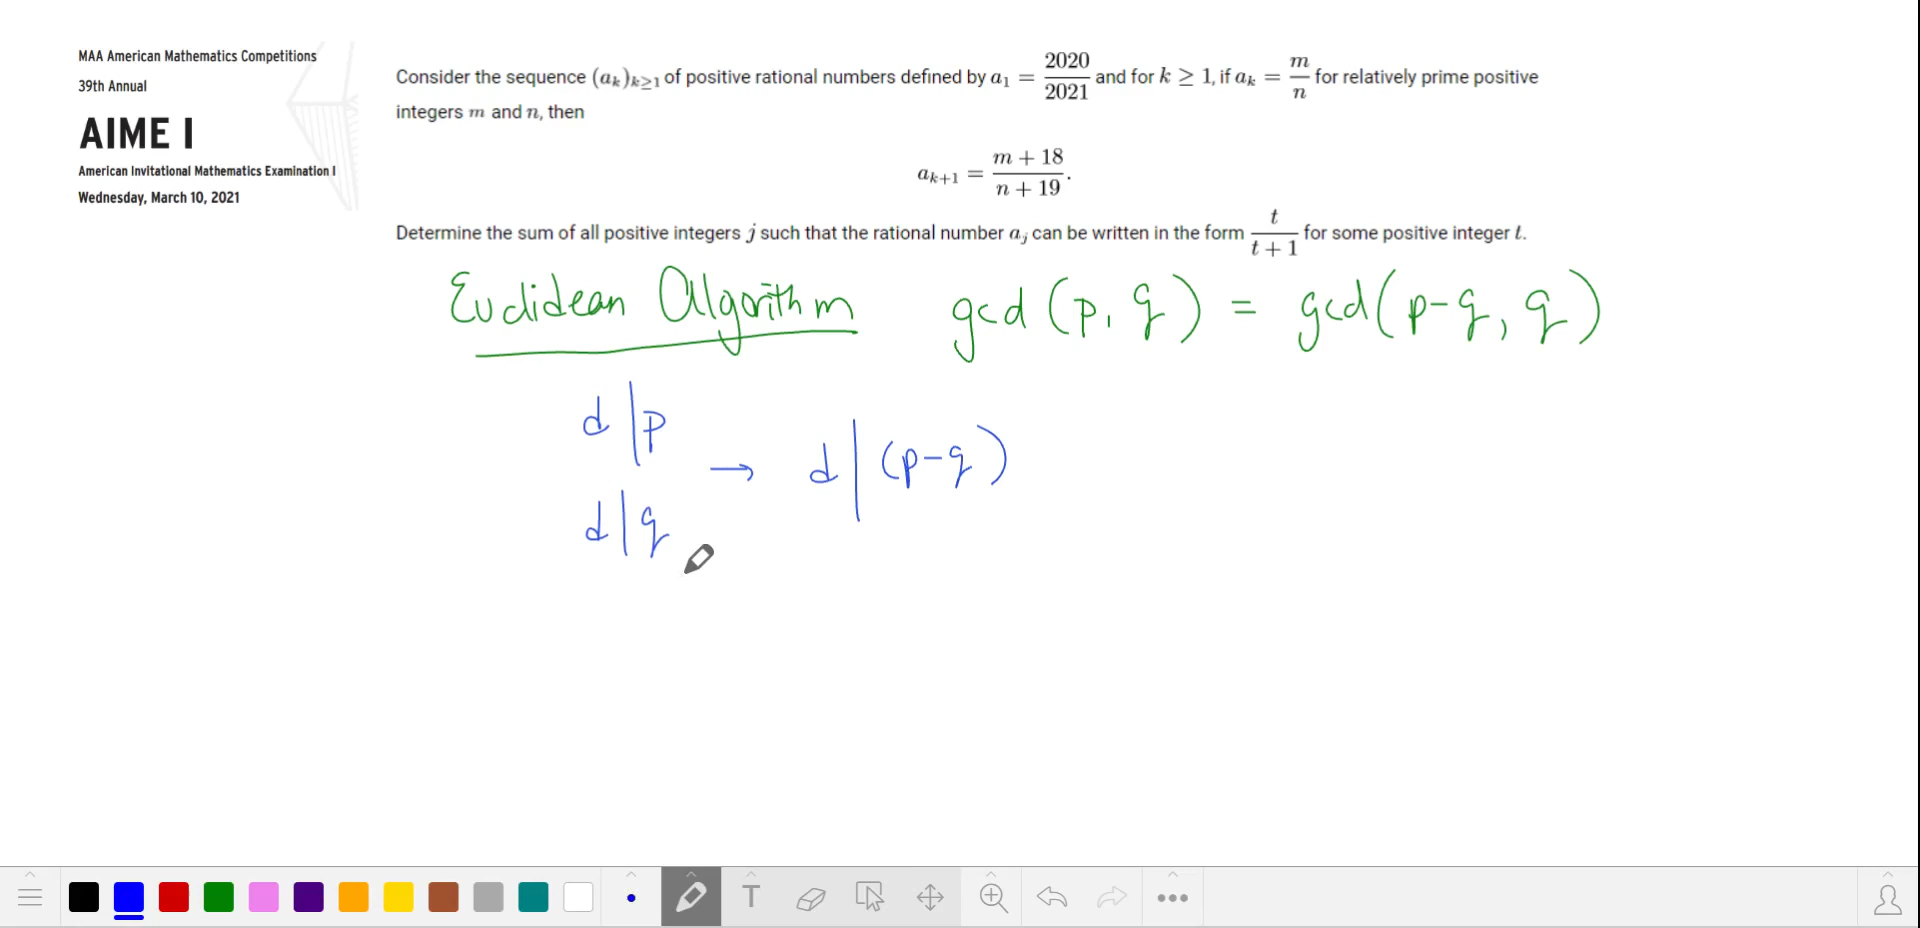 MAA American Mathematics Competitions
39th Annual
AIME I
American Invitational Mathematics Examination I
Wednesday, March 10, 2021
Consider the sequence (a_k)_{k≥1} of positive rational numbers defined by a_1 = 2020/2021 and for k ≥ 1, if a_k = m/n for relatively prime positive
integers m and n, then
a_{k+1} = (m + 18)/(n + 19).
Determine the sum of all positive integers j such that the rational number a_j can be written in the form t/(t + 1) for some positive integer t.
Euclidean Algorithm gcd (p, q) = gcd(p-q, q)
d | p
→ d | (p-q)
d | q
T